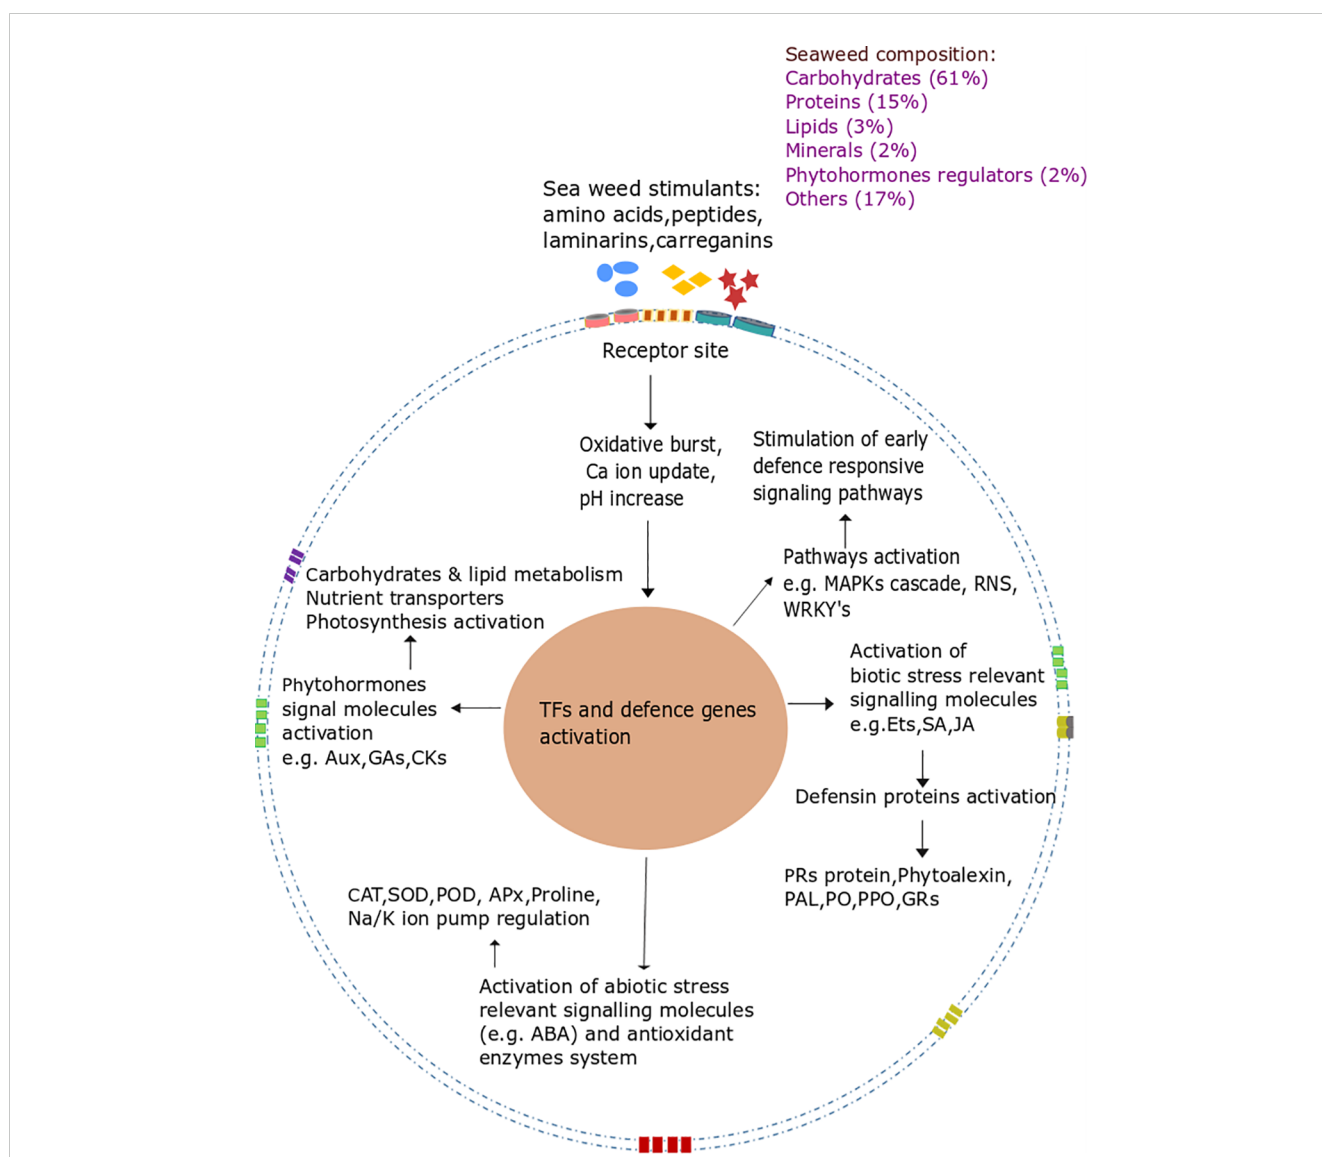 Seaweed composition:
Carbohydrates (61%)
Proteins (15%)
Lipids (3%)
Minerals (2%)
Phytohormones regulators (2%)
Others (17%)
Sea weed stimulants:
amino acids,peptides,
laminarins,carreganins
Receptor site
Oxidative burst,
Ca ion update,
pH increase
Stimulation of early
defence responsive
signaling pathways
Pathways activation
e.g. MAPKs cascade, RNS,
WRKY's
Carbohydrates & lipid metabolism
Nutrient transporters
Photosynthesis activation
Phytohormones
signal molecules
activation
e.g. Aux,GAs,CKs
TFs and defence genes
activation
Activation of
biotic stress relevant
signalling molecules
e.g.Ets,SA,JA
Defensin proteins activation
PRs protein,Phytoalexin,
PAL,PO,PPO,GRs
CAT,SOD,POD, APx,Proline,
Na/K ion pump regulation
Activation of abiotic stress
relevant signalling molecules
(e.g. ABA) and antioxidant
enzymes system